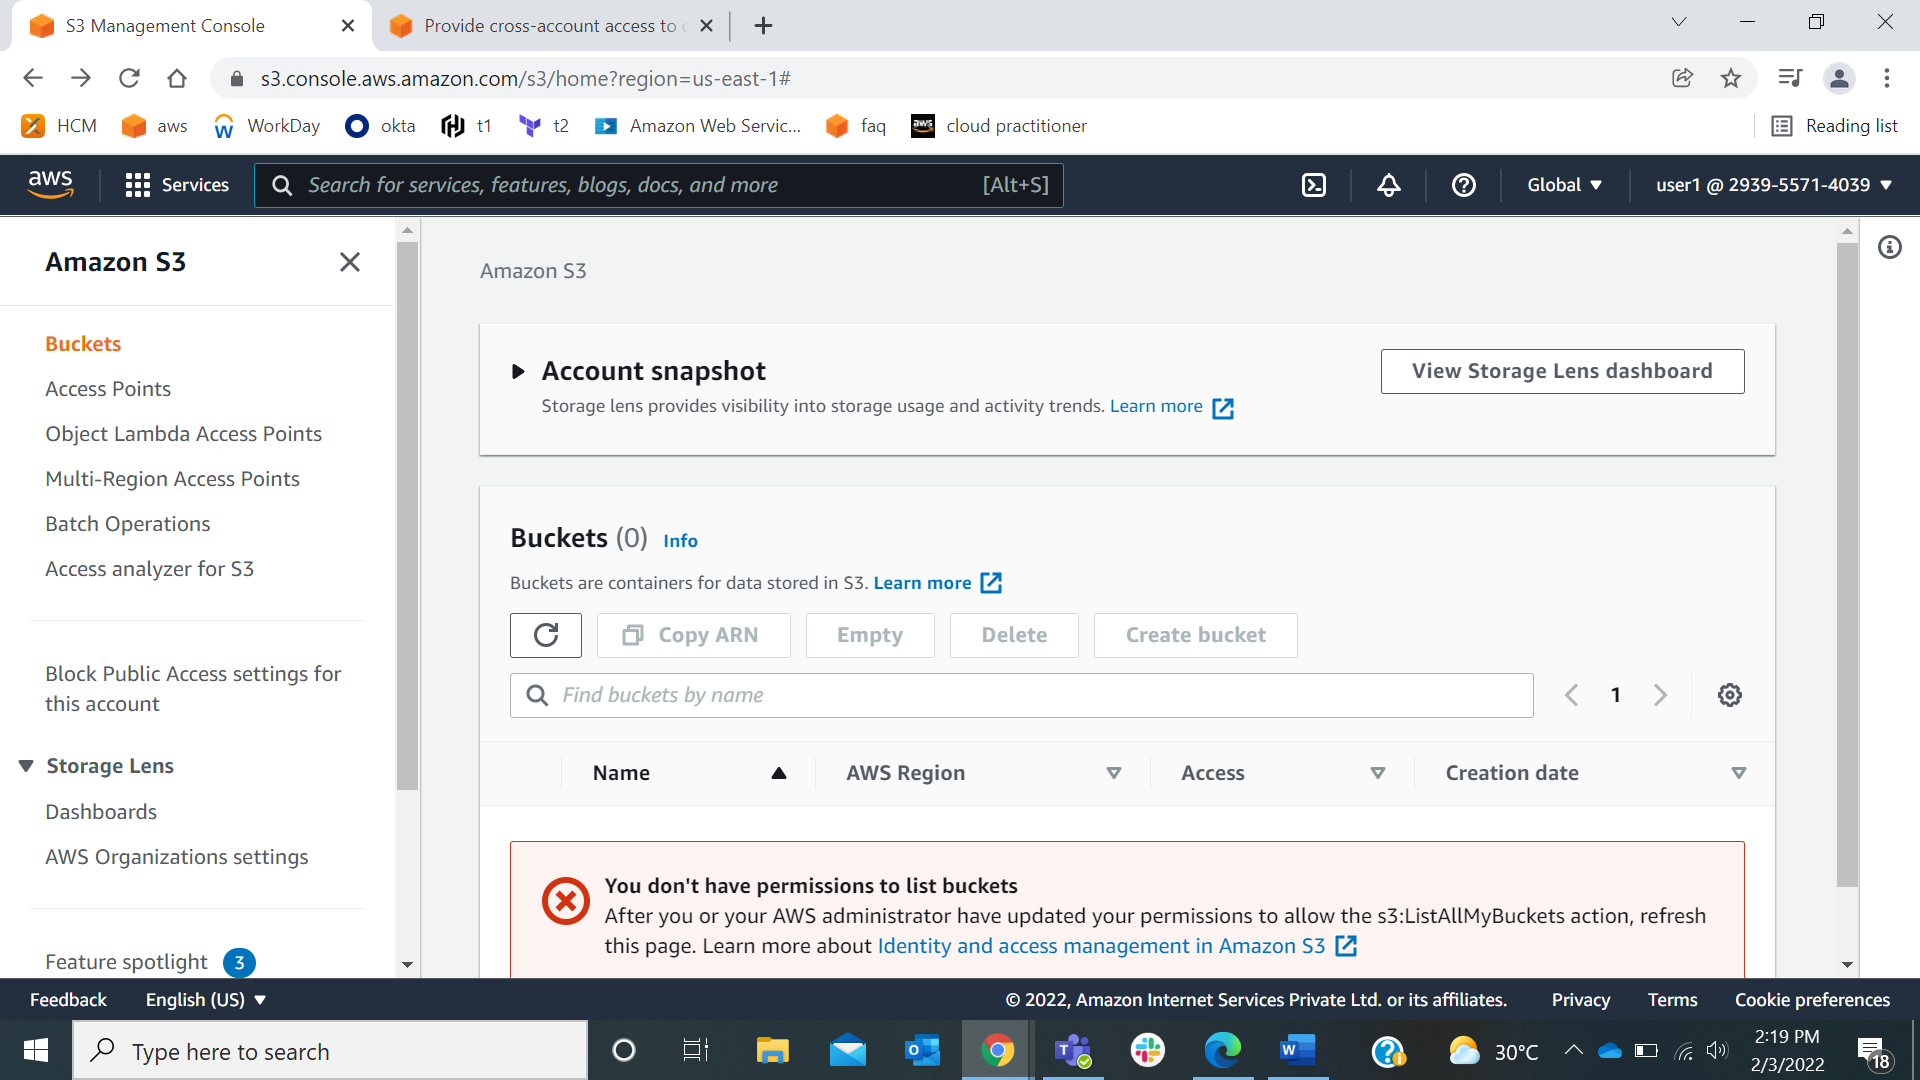 S3 Management Console
Provide cross-account access to
s3.console.aws.amazon.com/s3/home?region=us-east-1#
HCM
aws
WorkDay
okta
t1
t2
Amazon Web Servic...
faq
cloud practitioner
Reading list
aws
Services
Search for services, features, blogs, docs, and more
[Alt+S]
Global
user1 @ 2939-5571-4039
Amazon S3
Buckets
Access Points
Object Lambda Access Points
Multi-Region Access Points
Batch Operations
Access analyzer for S3
Block Public Access settings for
this account
Storage Lens
Dashboards
AWS Organizations settings
Feature spotlight 3
Amazon S3
Account snapshot
Storage lens provides visibility into storage usage and activity trends. Learn more
View Storage Lens dashboard
Buckets (0) Info
Buckets are containers for data stored in S3. Learn more
Copy ARN
Empty
Delete
Create bucket
Find buckets by name
1
Name
AWS Region
Access
Creation date
You don't have permissions to list buckets
After you or your AWS administrator have updated your permissions to allow the s3:ListAllMyBuckets action, refresh
this page. Learn more about Identity and access management in Amazon S3
Feedback
English (US)
© 2022, Amazon Internet Services Private Ltd. or its affiliates.
Privacy
Terms
Cookie preferences
Type here to search
30°C
2:19 PM
2/3/2022
18